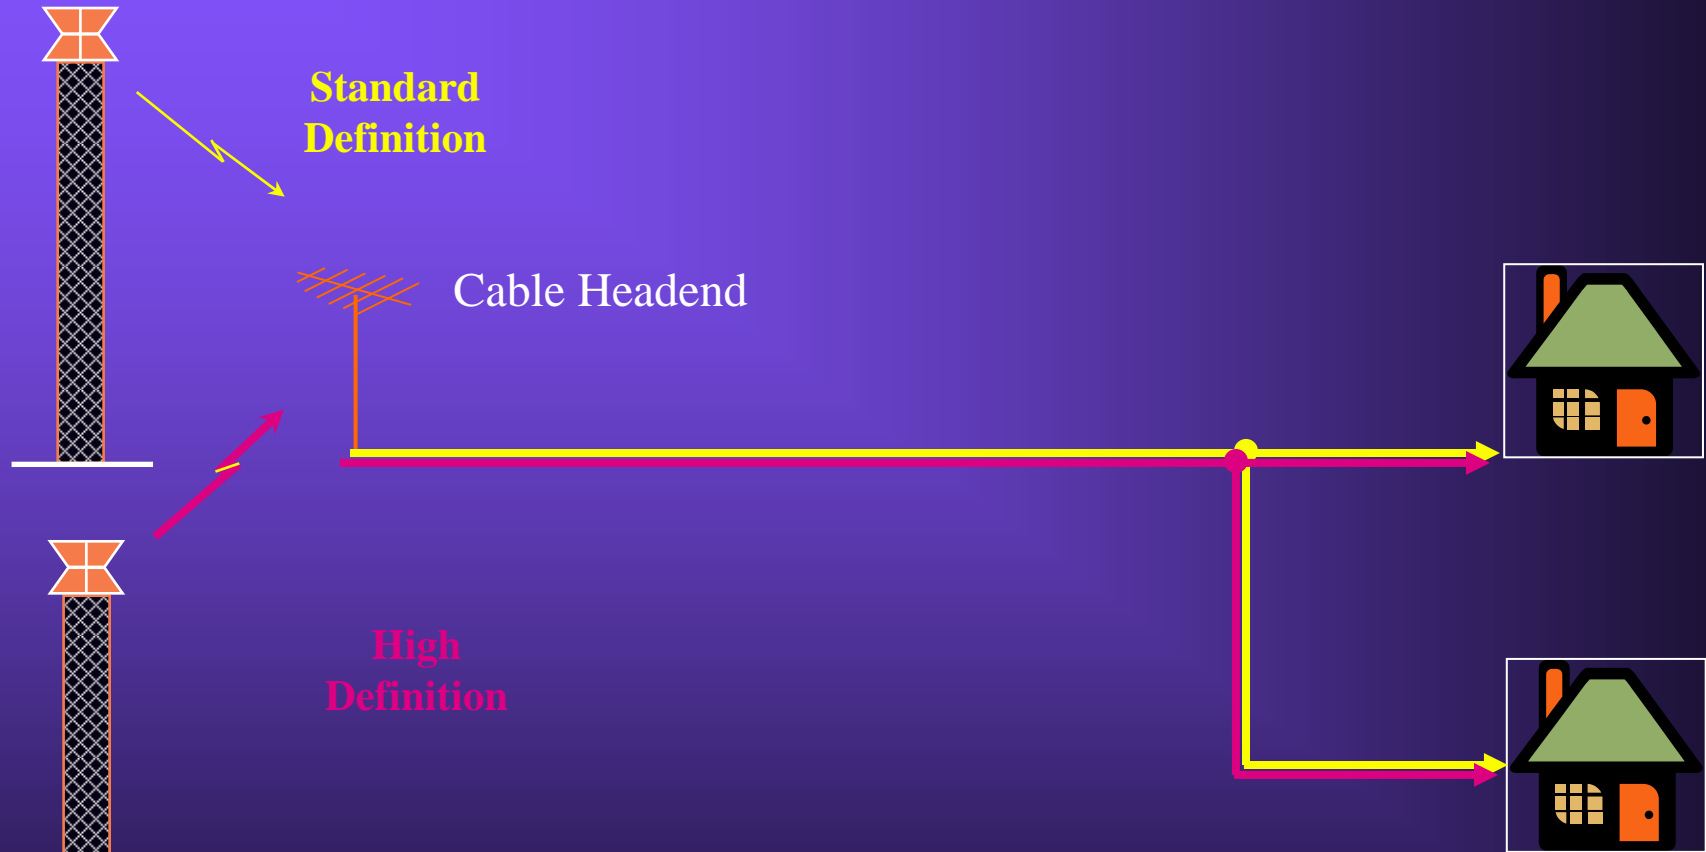 Standard
Definition
Cable Headend
High
Definition